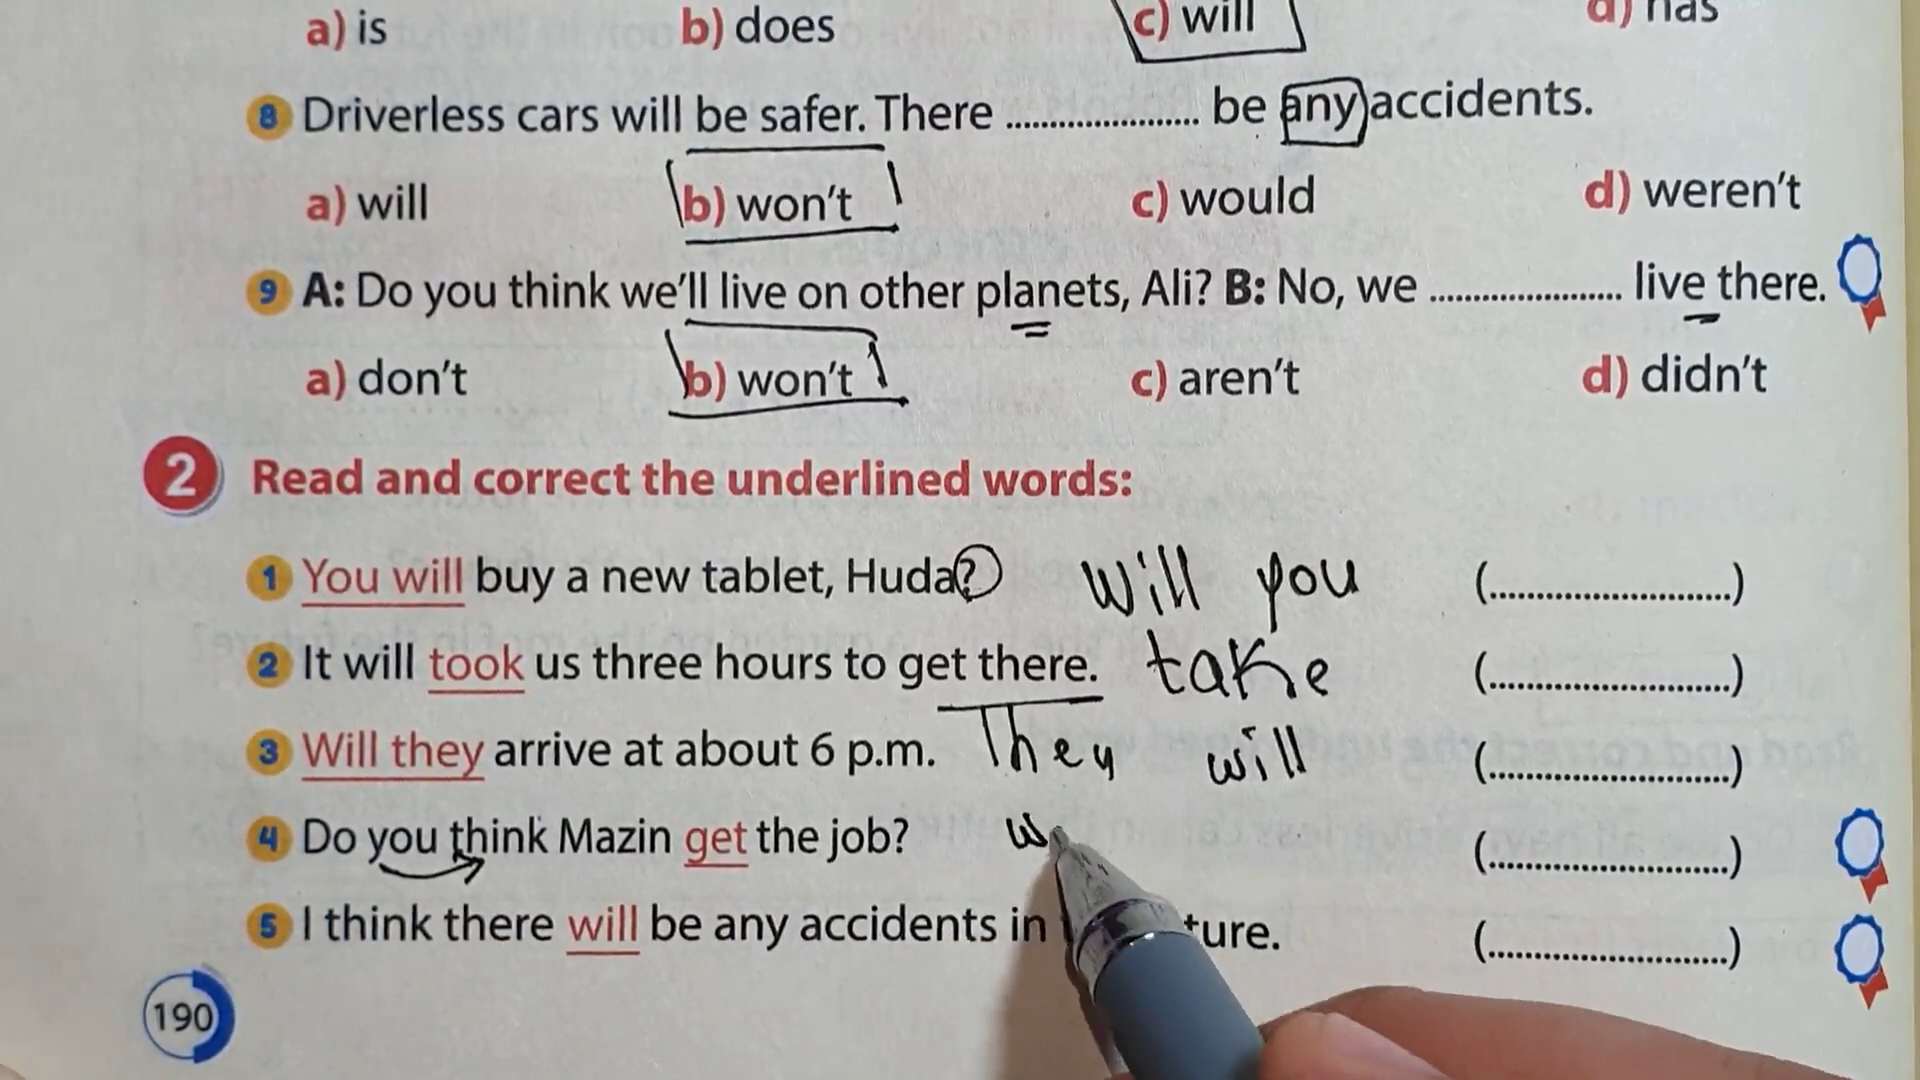 a) is b) does c) will d) has
8 Driverless cars will be safer. There ...................... be any accidents.
a) will b) won't c) would d) weren't
9 A: Do you think we'll live on other planets, Ali? B: No, we ...................... live there.
a) don't b) won't c) aren't d) didn't
2 Read and correct the underlined words:
1 You will buy a new tablet, Huda? Will you (............................)
2 It will took us three hours to get there. take (............................)
3 Will they arrive at about 6 p.m. They will (............................)
4 Do you think Mazin get the job? w (............................)
5 I think there will be any accidents in ture. (............................)
190